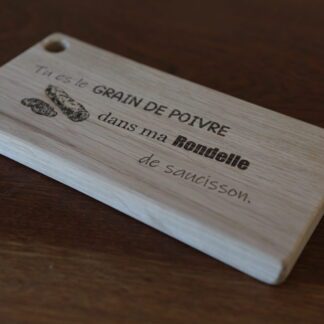 Tu es le GRAIN DE POIVRE
dans ma Rondelle
de saucisson.